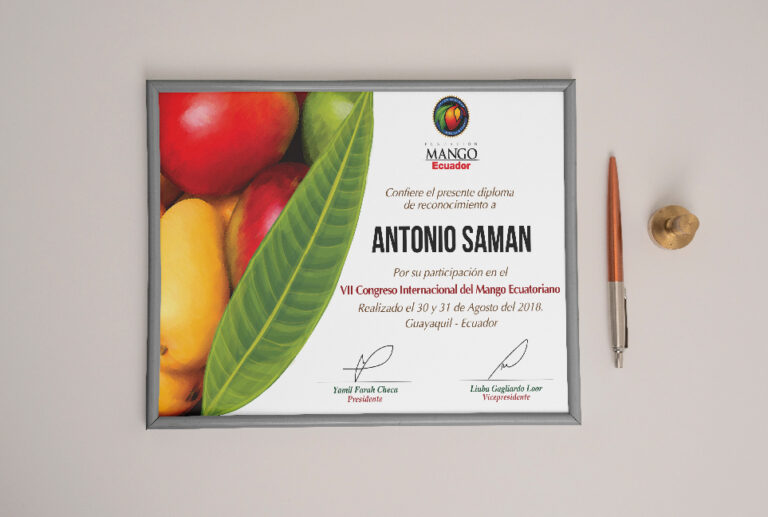 FUNDACIÓN
MANGO
Ecuador
Confiere el presente diploma
de reconocimiento a
ANTONIO SAMAN
Por su participación en el
VII Congreso Internacional del Mango Ecuatoriano
Realizado el 30 y 31 de Agosto del 2018.
Guayaquil - Ecuador
Yamil Farah Checa
Presidente
Liuba Gagliardo Loor
Vicepresidente